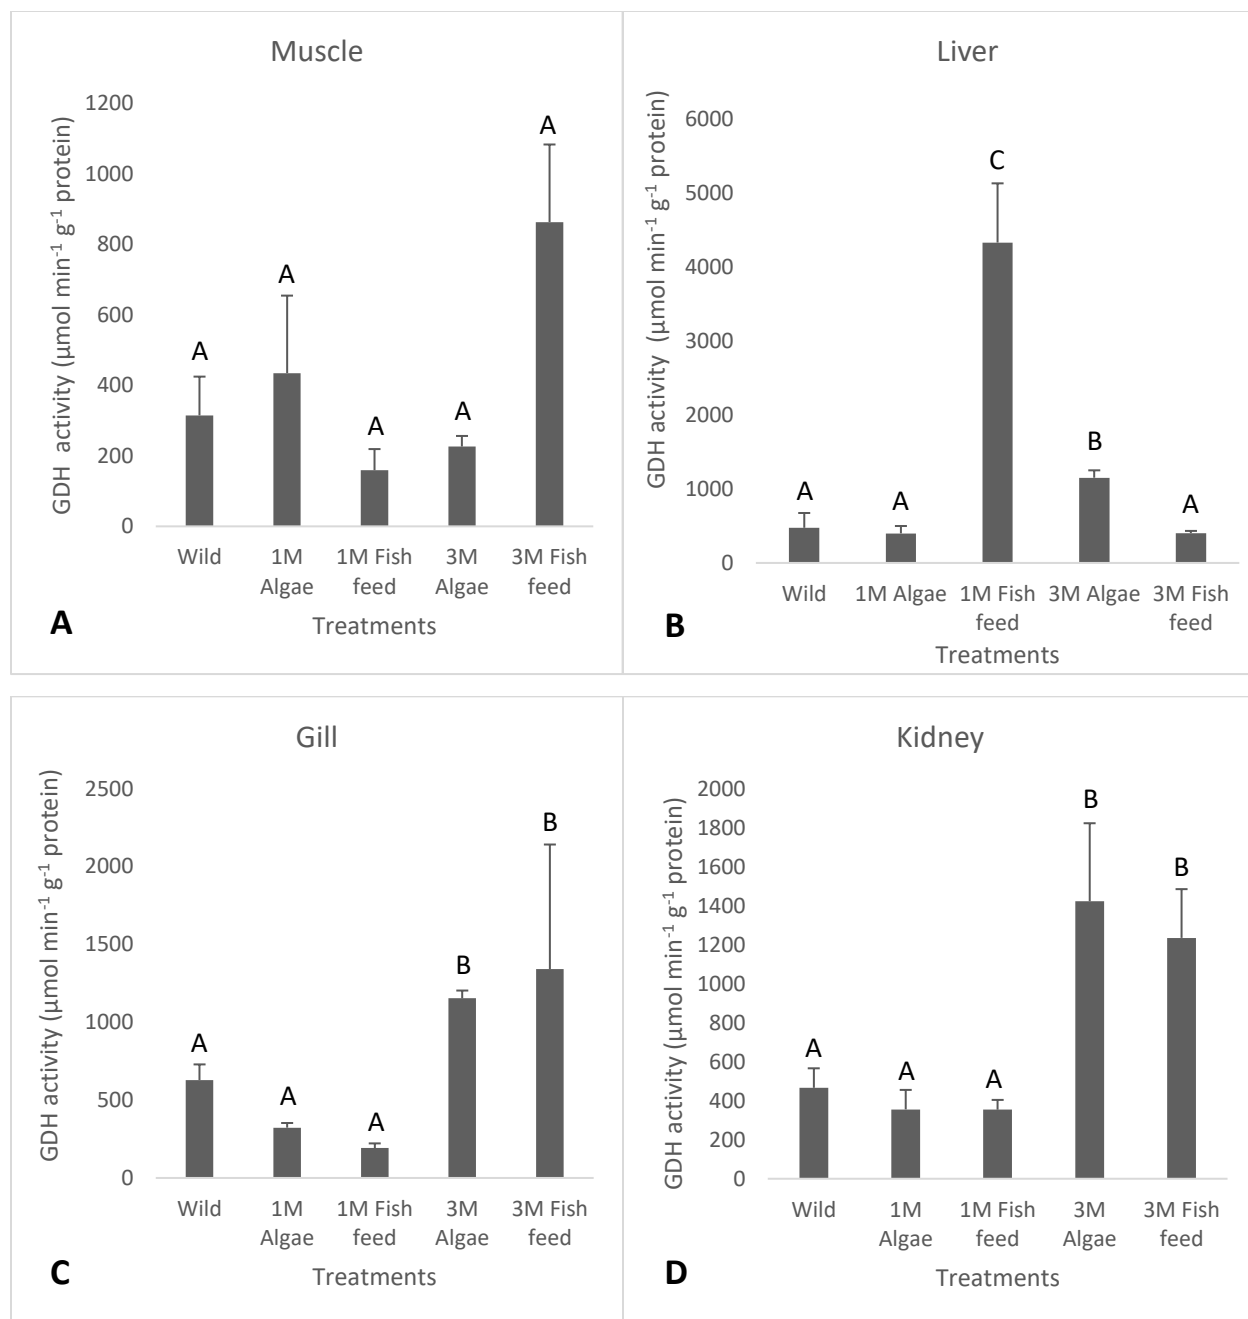 Muscle
GDH activity (µmol min⁻¹ g⁻¹ protein)
1200
1000
800
600
400
200
0
A
A
A
A
A
Wild
1M Algae
1M Fish feed
3M Algae
3M Fish feed
Treatments
A
Liver
GDH activity (µmol min⁻¹ g⁻¹ protein)
6000
5000
4000
3000
2000
1000
0
A
A
C
B
A
Wild
1M Algae
1M Fish feed
3M Algae
3M Fish feed
Treatments
B
Gill
GDH activity (µmol min⁻¹ g⁻¹ protein)
2500
2000
1500
1000
500
0
A
A
A
B
B
Wild
1M Algae
1M Fish feed
3M Algae
3M Fish feed
Treatments
C
Kidney
GDH activity (µmol min⁻¹ g⁻¹ protein)
2000
1800
1600
1400
1200
1000
800
600
400
200
0
A
A
A
B
B
Wild
1M Algae
1M Fish feed
3M Algae
3M Fish feed
Treatments
D